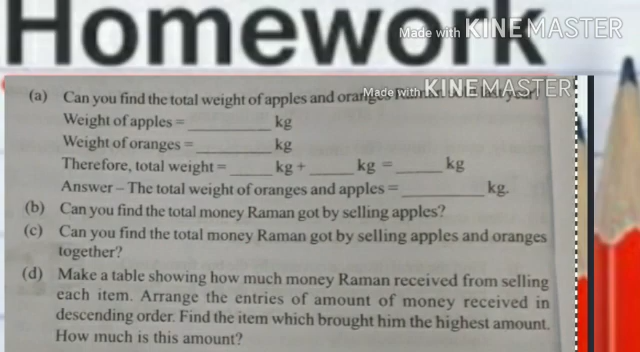 Homework
Made with KINEMASTER
Made with KINEMASTER
(a) Can you find the total weight of apples and oranges
Weight of apples = ________ kg
Weight of oranges = ________ kg
Therefore, total weight = _____ kg + _____ kg = _____ kg
Answer – The total weight of oranges and apples = ________ kg.
(b) Can you find the total money Raman got by selling apples?
(c) Can you find the total money Raman got by selling apples and oranges
together?
(d) Make a table showing how much money Raman received from selling
each item. Arrange the entries of amount of money received in
descending order. Find the item which brought him the highest amount.
How much is this amount?